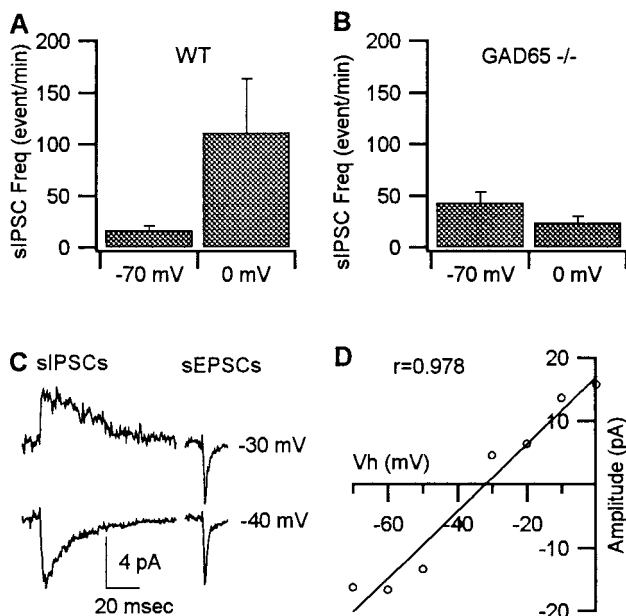 A
WT
sIPSC Freq (event/min)
200
150
100
50
0
-70 mV
0 mV
B
GAD65 -/-
sIPSC Freq (event/min)
200
150
100
50
0
-70 mV
0 mV
C
sIPSCs
sEPSCs
-30 mV
-40 mV
4 pA
20 msec
D
r=0.978
Vh (mV)
-60
-40
-20
20
10
-10
-20
Amplitude (pA)